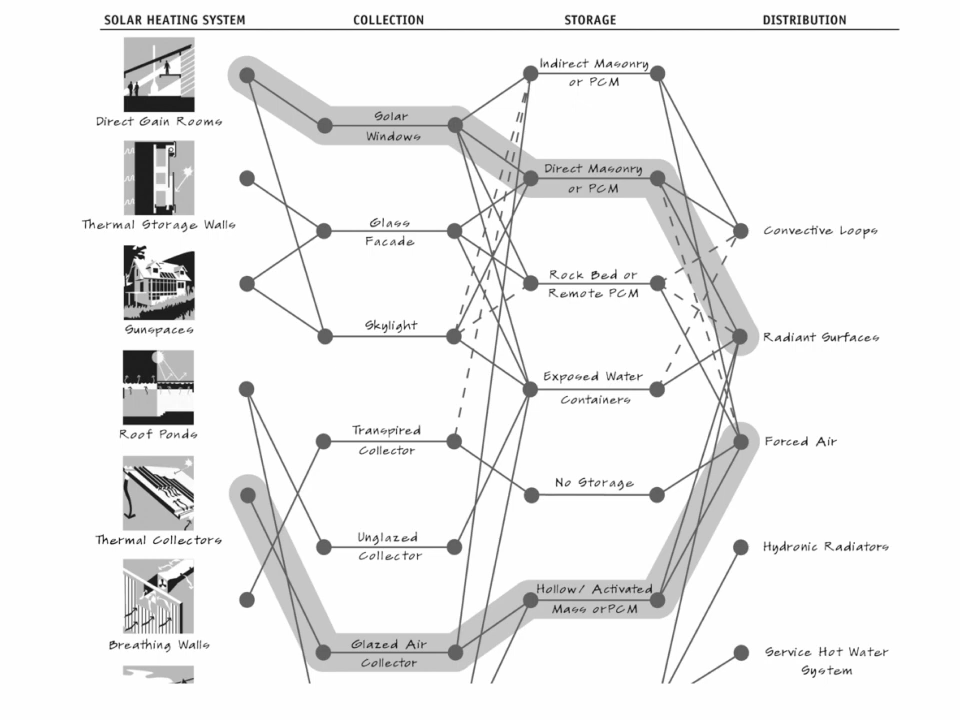 SOLAR HEATING SYSTEM
COLLECTION
STORAGE
DISTRIBUTION
Direct Gain Rooms
Thermal Storage Walls
Sunspaces
Roof Ponds
Thermal Collectors
Breathing Walls
Solar
Windows
Glass
Facade
Skylight
Transpired
Collector
Unglazed
Collector
Glazed Air
Collector
Indirect Masonry
or PCM
Direct Masonry
or PCM
Rock Bed or
Remote PCM
Exposed Water
Containers
No Storage
Hollow/ Activated
Mass orPCM
Convective Loops
Radiant Surfaces
Forced Air
Hydronic Radiators
Service Hot Water
System